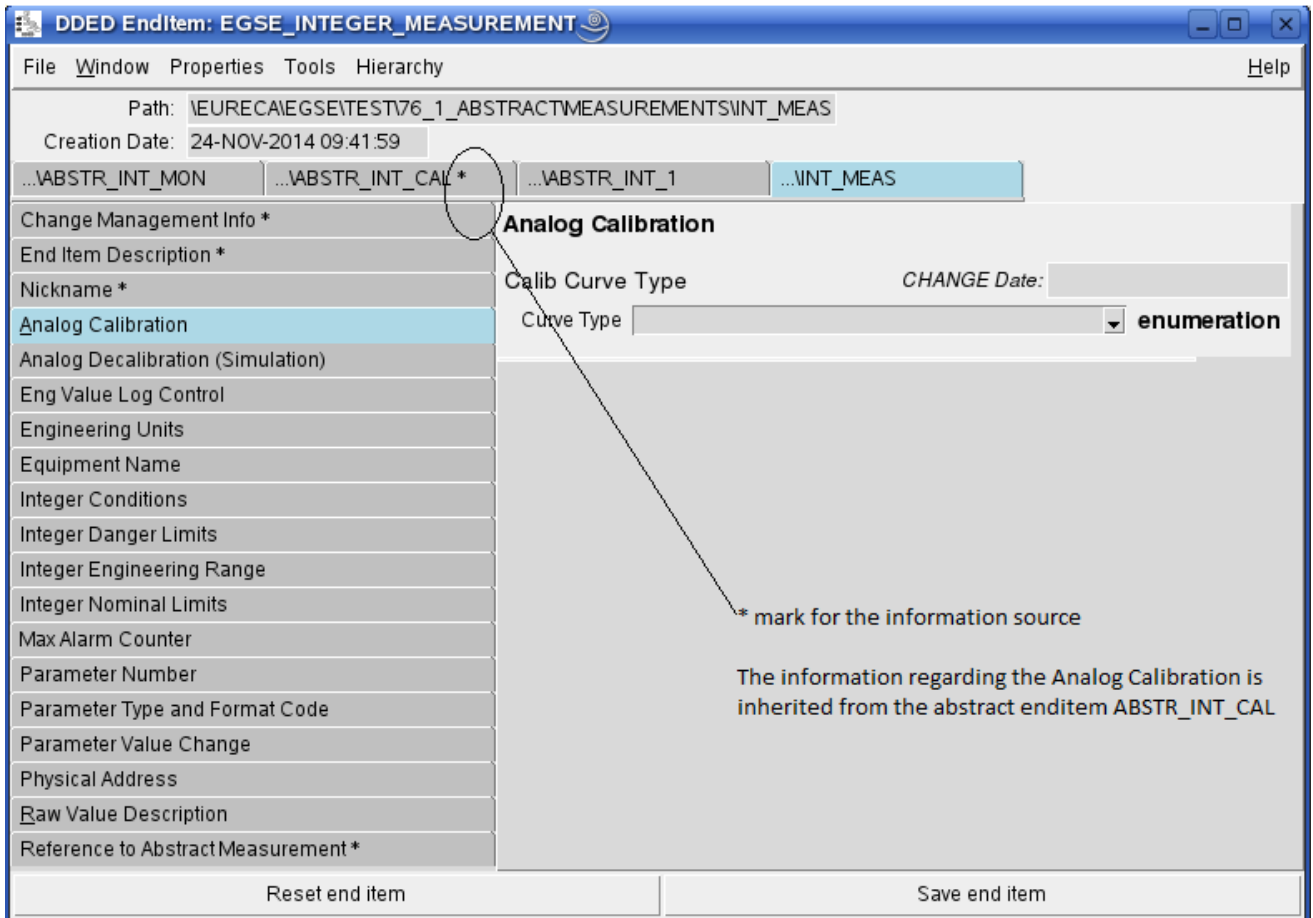 DDED EndItem: EGSE_INTEGER_MEASUREMENT
File Window Properties Tools Hierarchy Help
Path: \EURECA\EGSE\TEST\76_1_ABSTRACT\MEASUREMENTS\INT_MEAS
Creation Date: 24-NOV-2014 09:41:59
...\ABSTR_INT_MON ...\ABSTR_INT_CAL * ...\ABSTR_INT_1 ...\INT_MEAS
Change Management Info *
End Item Description *
Nickname *
Analog Calibration
Analog Decalibration (Simulation)
Eng Value Log Control
Engineering Units
Equipment Name
Integer Conditions
Integer Danger Limits
Integer Engineering Range
Integer Nominal Limits
Max Alarm Counter
Parameter Number
Parameter Type and Format Code
Parameter Value Change
Physical Address
Raw Value Description
Reference to Abstract Measurement *
Analog Calibration
Calib Curve Type CHANGE Date:
Curve Type enumeration
* mark for the information source
The information regarding the Analog Calibration is
inherited from the abstract enditem ABSTR_INT_CAL
Reset end item Save end item